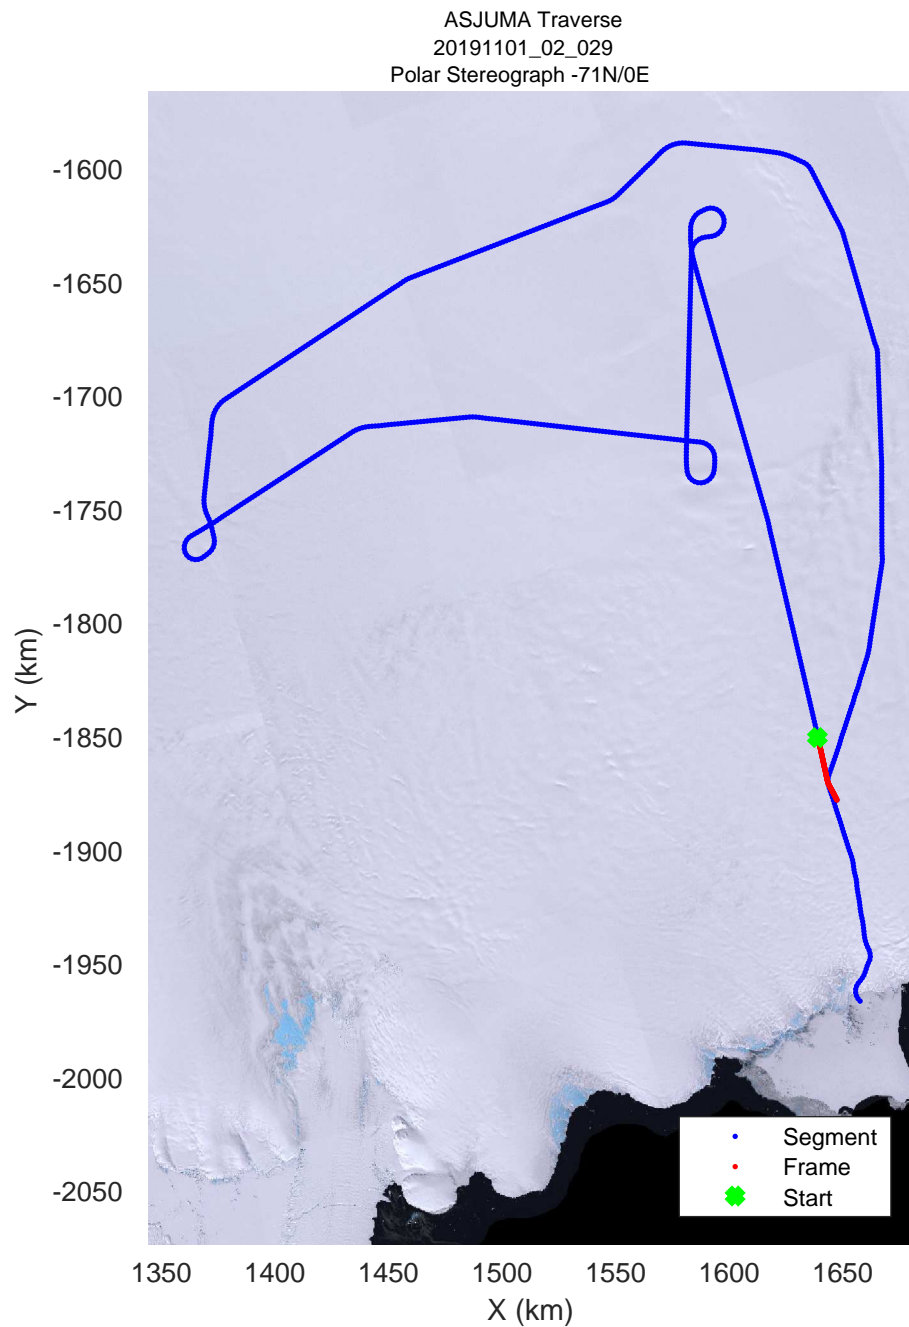 ASJUMA Traverse
20191101_02_029
Polar Stereograph -71N/0E
-1600
-1650
-1700
-1750
-1800
-1850
-1900
-1950
-2000
-2050
Y (km)
Segment
Frame
Start
1350 1400 1450 1500 1550 1600 1650
X (km)